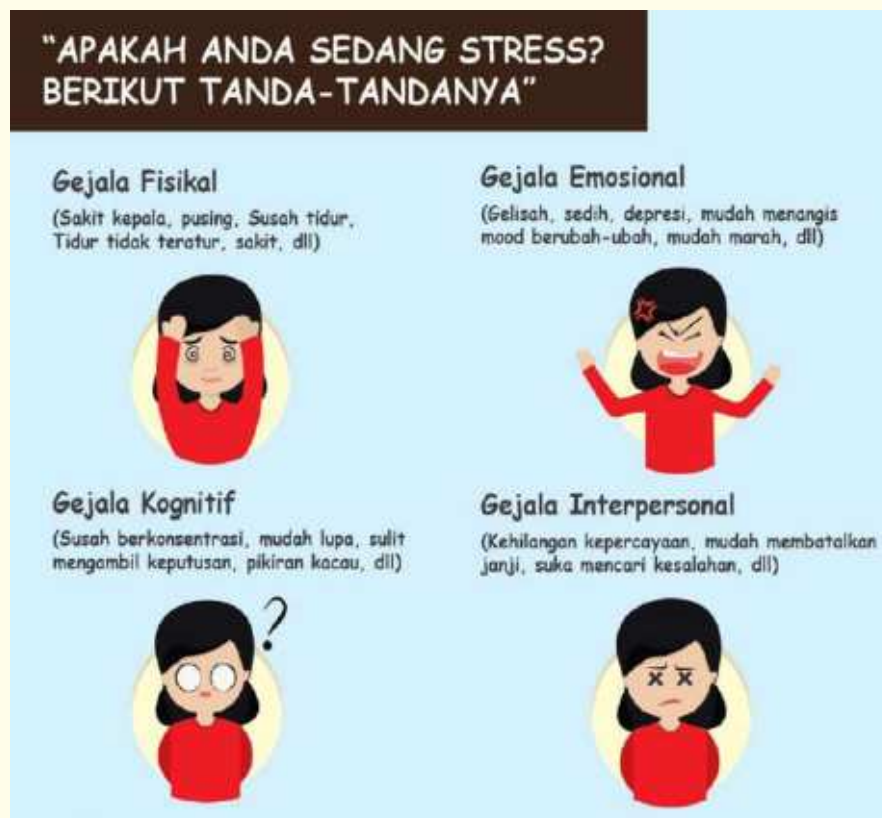 "APAKAH ANDA SEDANG STRESS?
BERIKUT TANDA-TANDANYA"
Gejala Fisikal
(Sakit kepala, pusing, Susah tidur,
Tidur tidak teratur, sakit, dll)
Gejala Emosional
(Gelisah, sedih, depresi, mudah menangis
mood berubah-ubah, mudah marah, dll)
Gejala Kognitif
(Susah berkonsentrasi, mudah lupa, sulit
mengambil keputusan, pikiran kacau, dll)
?
Gejala Interpersonal
(Kehilangan kepercayaan, mudah membatalkan
janji, suka mencari kesalahan, dll)